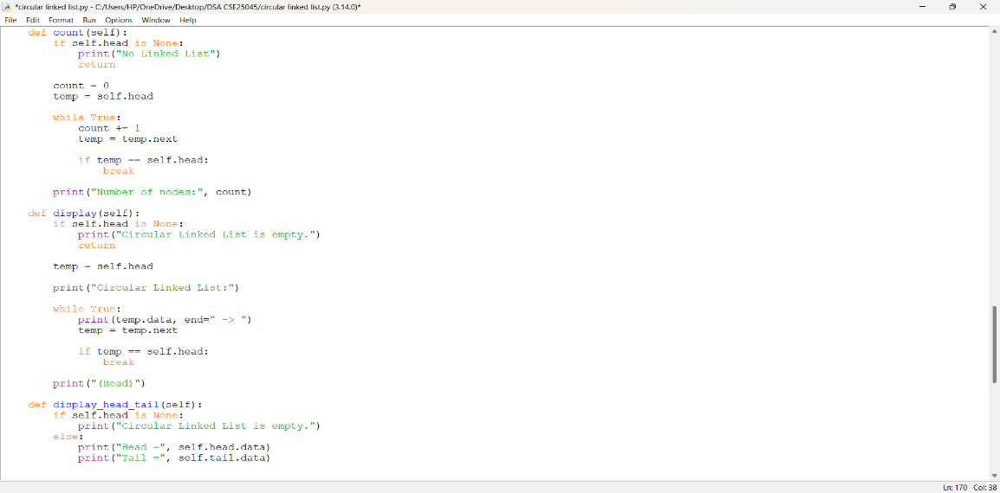 *circular linked list.py - C:/Users/HP/OneDrive/Desktop/DSA CSE25045/circular linked list.py (3.14.0)*
File Edit Format Run Options Window Help
    def count(self):
        if self.head is None:
            print("No Linked List")
            return

        count = 0
        temp = self.head

        while True:
            count += 1
            temp = temp.next

            if temp == self.head:
                break

        print("Number of nodes:", count)

    def display(self):
        if self.head is None:
            print("Circular Linked List is empty.")
            return

        temp = self.head

        print("Circular Linked List:")

        while True:
            print(temp.data, end=" -> ")
            temp = temp.next

            if temp == self.head:
                break

        print("(Head)")

    def display_head_tail(self):
        if self.head is None:
            print("Circular Linked List is empty.")
        else:
            print("Head =", self.head.data)
            print("Tail =", self.tail.data)
Ln: 170 Col: 38